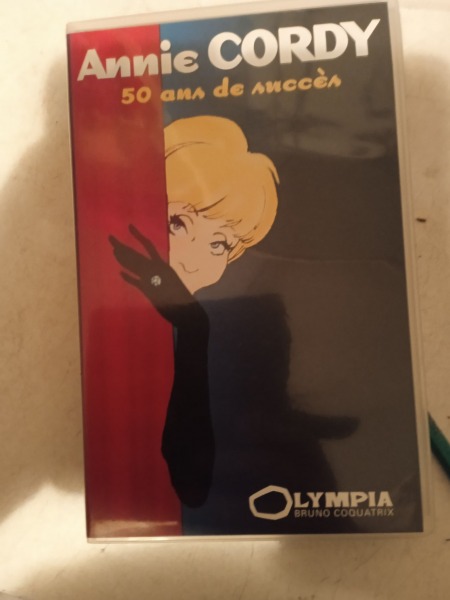 Annie CORDY
50 ans de succès
OLYMPIA
BRUNO COQUATRIX